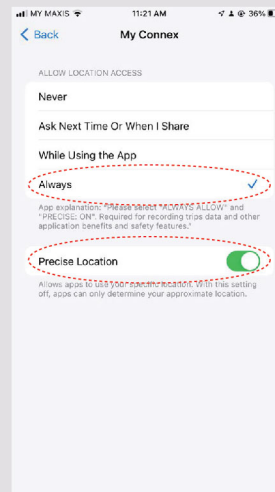 MY MAXIS 11:21 AM 36%
Back My Connex
ALLOW LOCATION ACCESS
Never
Ask Next Time Or When I Share
While Using the App
Always
App explanation: "Please select "ALWAYS ALLOW" and
"PRECISE: ON". Required for recording trips data and other
application benefits and safety features."
Precise Location
Allows apps to use your specific location. With this setting
off, apps can only determine your approximate location.